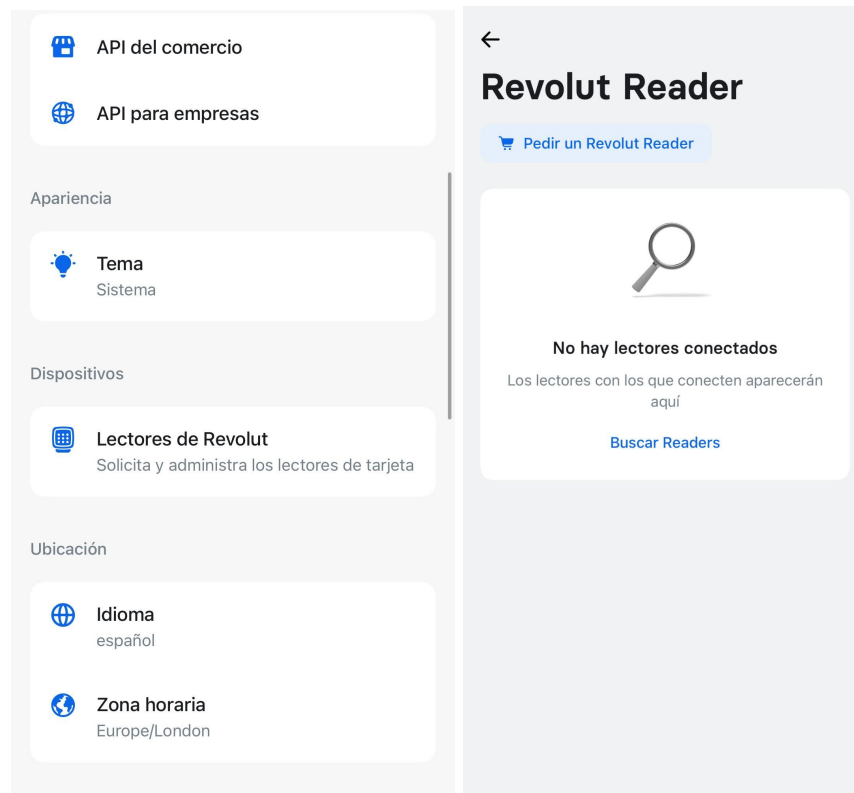 API del comercio
API para empresas
Apariencia
Tema
Sistema
Dispositivos
Lectores de Revolut
Solicita y administra los lectores de tarjeta
Ubicación
Idioma
español
Zona horaria
Europe/London
Revolut Reader
Pedir un Revolut Reader
No hay lectores conectados
Los lectores con los que conecten aparecerán
aquí
Buscar Readers